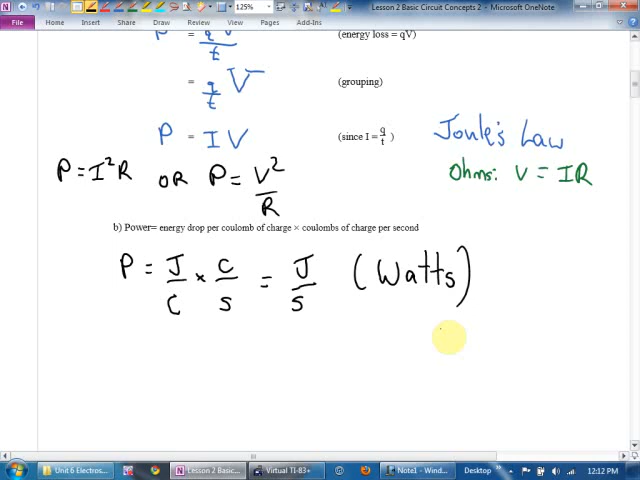 Lesson 2 Basic Circuit Concepts 2 - Microsoft OneNote
125%
File Home Insert Share Draw Review View Add-Ins
P = qV/t (energy loss = qV)
= q/t V (grouping)
P = IV (since I = q/t ) Joule's Law
P = I²R OR P = V²/R Ohms: V = IR
b) Power= energy drop per coulomb of charge × coulombs of charge per second
P = J/C × C/s = J/s (Watts)
Unit 6 Electros... Lesson 2 Basic... Virtual TI-83+ Note1 - Wind... Desktop » 12:12 PM